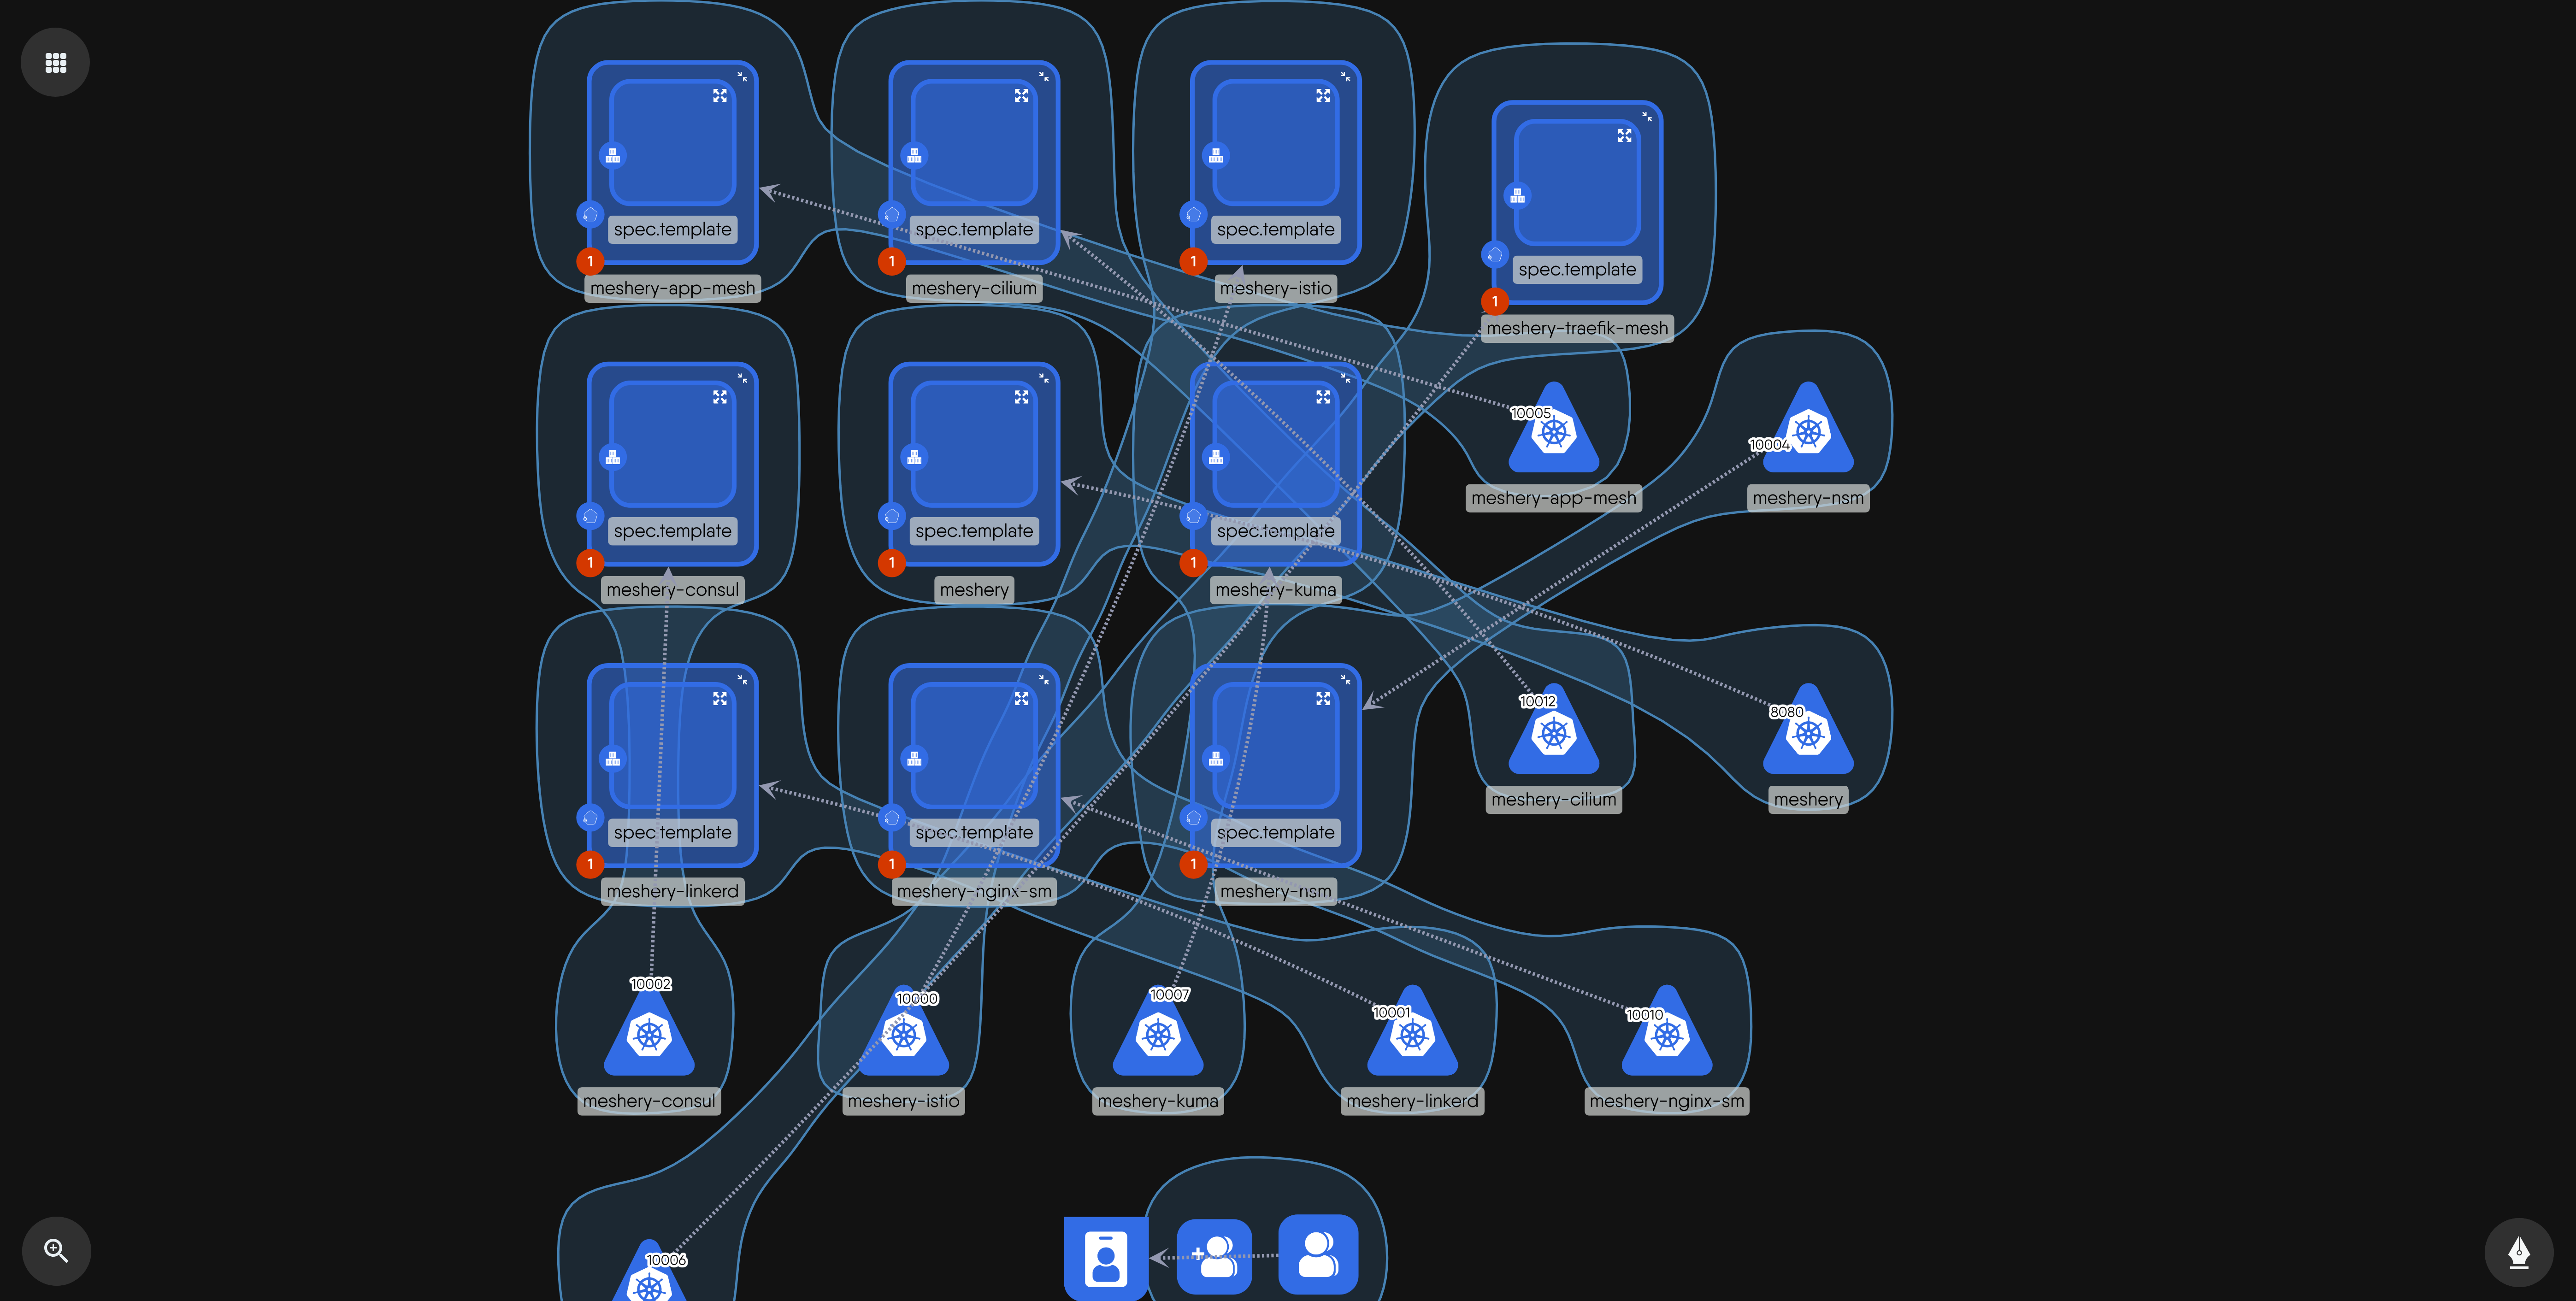 spec.template
1
meshery-app-mesh
spec.template
1
meshery-cilium
spec.template
1
meshery-istio
spec.template
1
meshery-traefik-mesh
spec.template
1
meshery-consul
spec.template
1
meshery
spec.template
1
meshery-kuma
10005
meshery-app-mesh
10004
meshery-nsm
spec.template
1
meshery-linkerd
spec.template
1
meshery-nginx-sm
spec.template
1
meshery-nsm
10012
meshery-cilium
8080
meshery
10002
meshery-consul
10000
meshery-istio
10007
meshery-kuma
10001
meshery-linkerd
10010
meshery-nginx-sm
10006